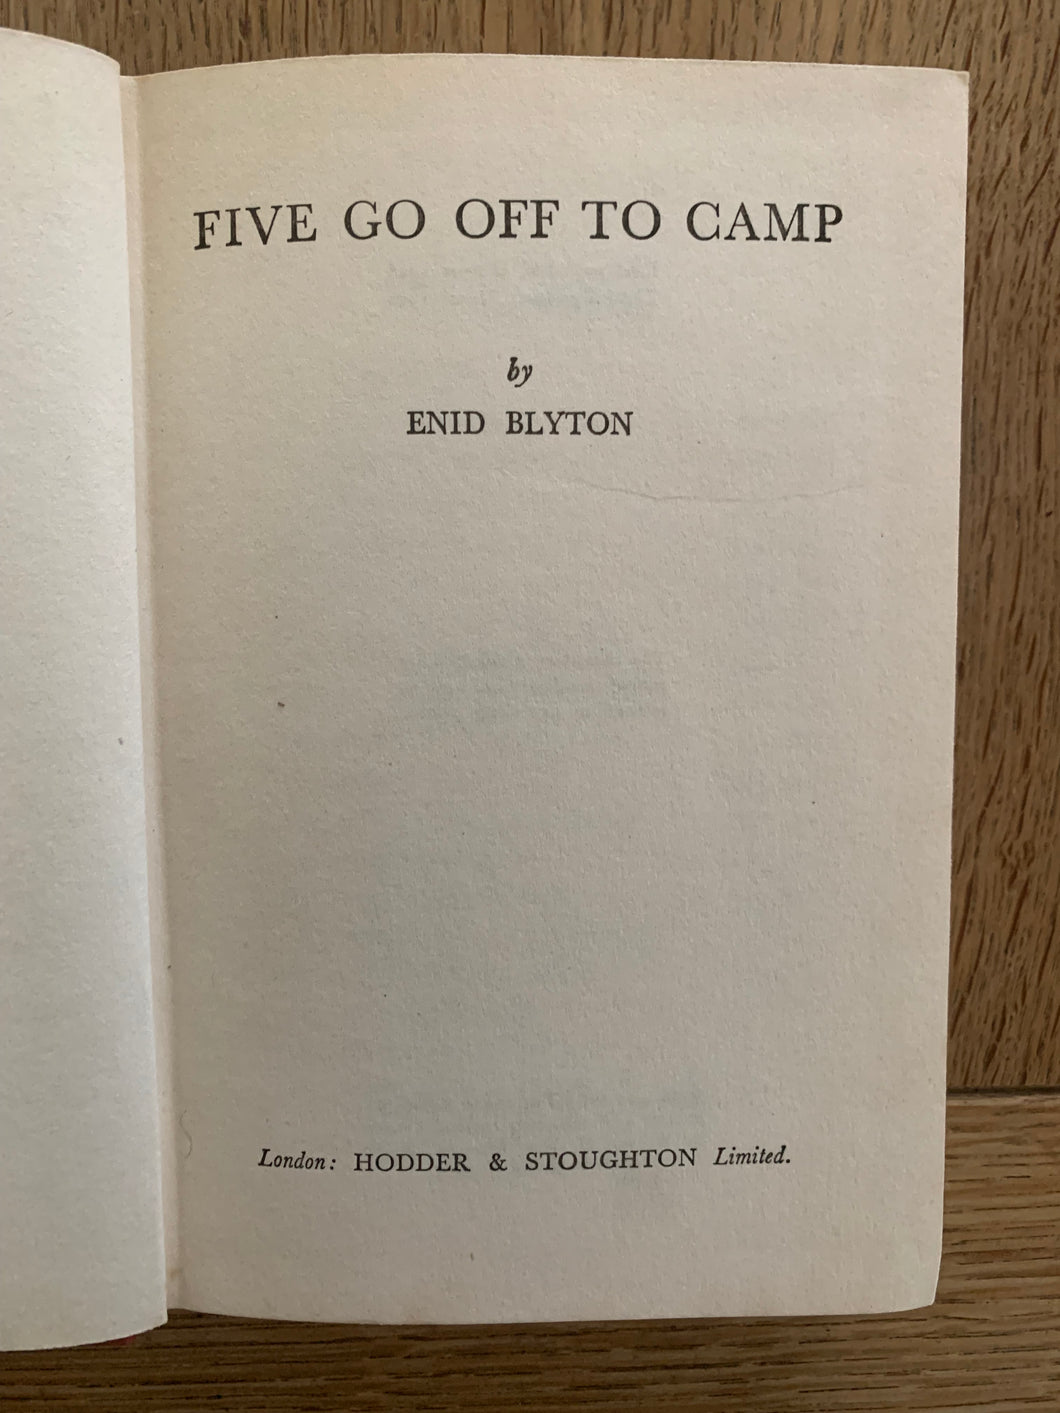 FIVE GO OFF TO CAMP
by
ENID BLYTON
London: HODDER & STOUGHTON Limited.